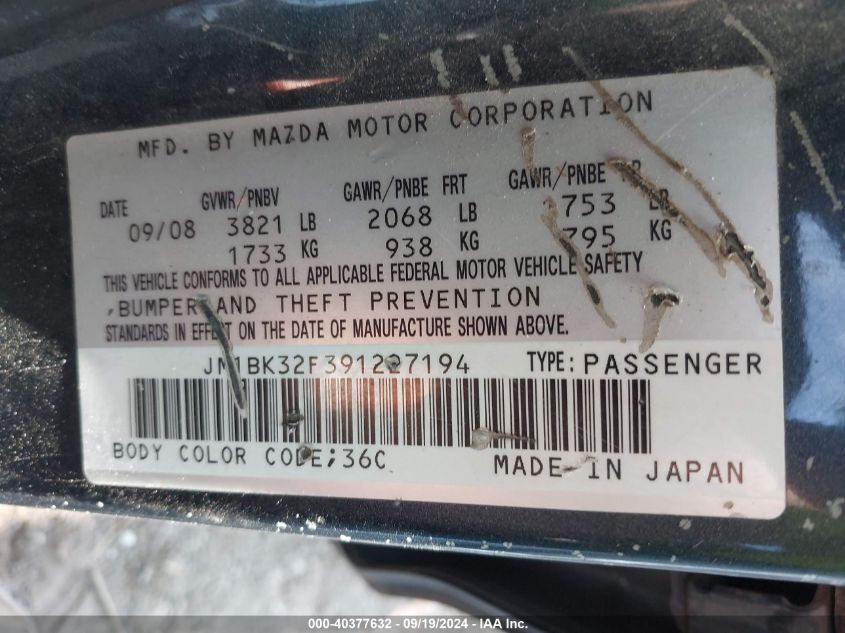 MFD. BY MAZDA MOTOR CORPORATION
DATE GVWR/PNBV GAWR/PNBE FRT GAWR/PNBE
09/08 3821 LB 2068 LB 1753 LB
1733 KG 938 KG 795 KG
THIS VEHICLE CONFORMS TO ALL APPLICABLE FEDERAL MOTOR VEHICLE SAFETY
,BUMPER AND THEFT PREVENTION
STANDARDS IN EFFECT ON THE DATE OF MANUFACTURE SHOWN ABOVE.
JM1BK32F391227194 TYPE: PASSENGER
BODY COLOR CODE;36C MADE IN JAPAN
000-40377632 - 09/19/2024 - IAA Inc.